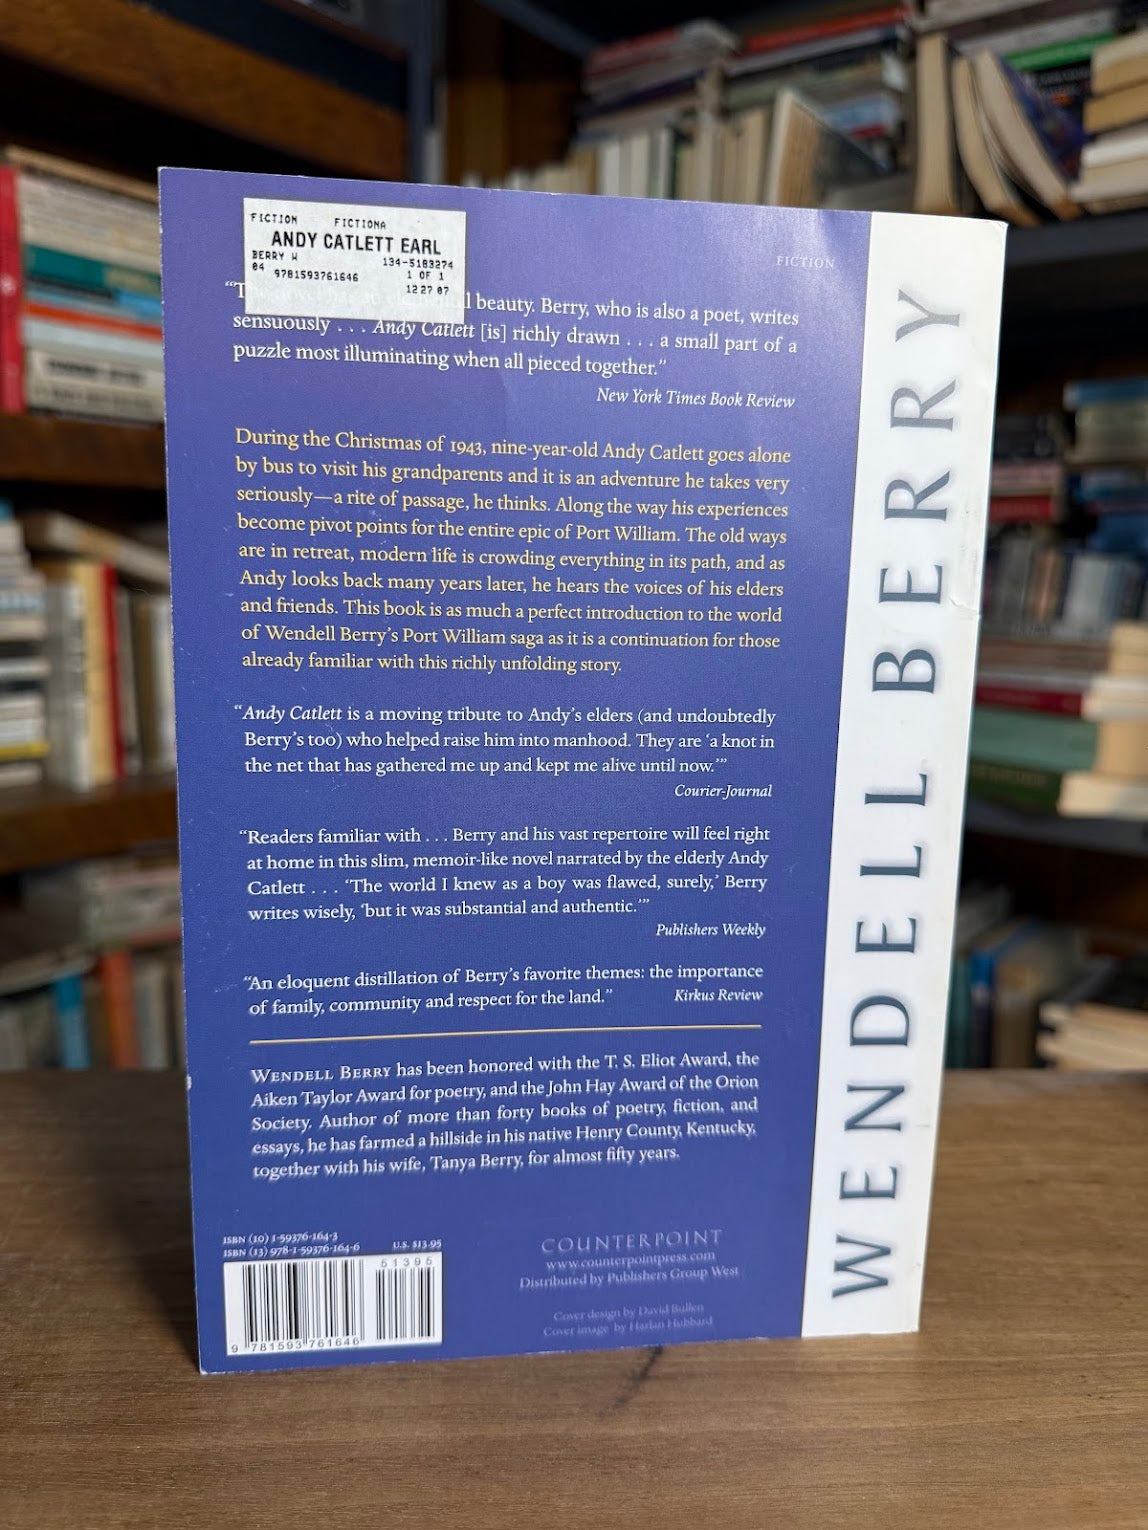 FICTION FICTIONA
ANDY CATLETT EARL
BERRY W 134-5183274
04 9781593761646 1 OF 1
12 27 07
FICTION
beauty. Berry, who is also a poet, writes
sensuously . . . Andy Catlett [is] richly drawn . . . a small part of a
puzzle most illuminating when all pieced together.”
New York Times Book Review
During the Christmas of 1943, nine-year-old Andy Catlett goes alone
by bus to visit his grandparents and it is an adventure he takes very
seriously—a rite of passage, he thinks. Along the way his experiences
become pivot points for the entire epic of Port William. The old ways
are in retreat, modern life is crowding everything in its path, and as
Andy looks back many years later, he hears the voices of his elders
and friends. This book is as much a perfect introduction to the world
of Wendell Berry’s Port William saga as it is a continuation for those
already familiar with this richly unfolding story.
“Andy Catlett is a moving tribute to Andy’s elders (and undoubtedly
Berry’s too) who helped raise him into manhood. They are ‘a knot in
the net that has gathered me up and kept me alive until now.’”
Courier-Journal
“Readers familiar with . . . Berry and his vast repertoire will feel right
at home in this slim, memoir-like novel narrated by the elderly Andy
Catlett . . . ‘The world I knew as a boy was flawed, surely,’ Berry
writes wisely, ‘but it was substantial and authentic.’”
Publishers Weekly
“An eloquent distillation of Berry’s favorite themes: the importance
of family, community and respect for the land.” Kirkus Review
WENDELL BERRY has been honored with the T. S. Eliot Award, the
Aiken Taylor Award for poetry, and the John Hay Award of the Orion
Society. Author of more than forty books of poetry, fiction, and
essays, he has farmed a hillside in his native Henry County, Kentucky,
together with his wife, Tanya Berry, for almost fifty years.
ISBN (10) 1-59376-164-3
ISBN (13) 978-1-59376-164-6 U.S. $13.95
51395
9 781593 761646
COUNTERPOINT
www.counterpointpress.com
Distributed by Publishers Group West
Cover design by David Bullen
Cover image by Harlan Hubbard
WENDELL BERRY